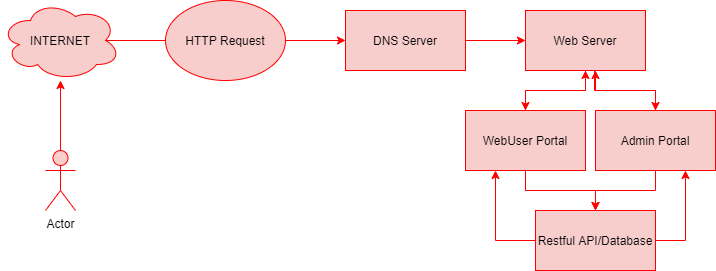 INTERNET
HTTP Request
DNS Server
Web Server
WebUser Portal
Admin Portal
Actor
Restful API/Database